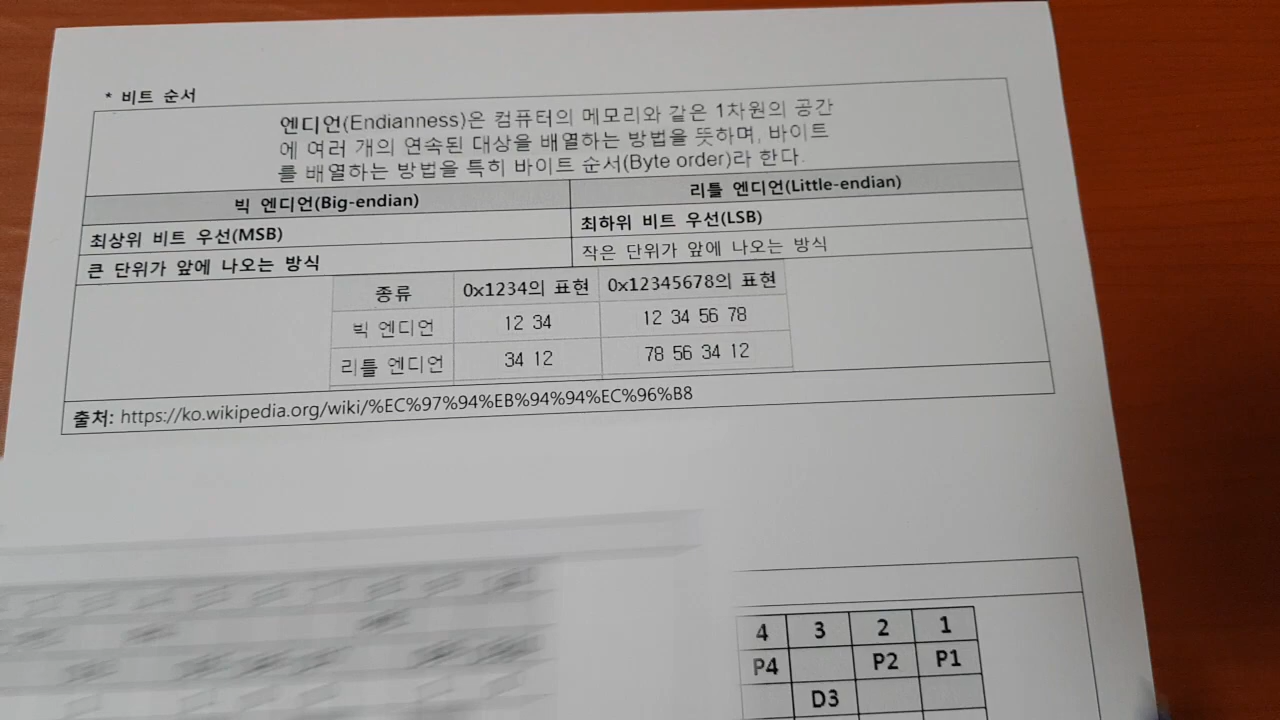 * 비트 순서
엔디언(Endianness)은 컴퓨터의 메모리와 같은 1차원의 공간
에 여러 개의 연속된 대상을 배열하는 방법을 뜻하며, 바이트
를 배열하는 방법을 특히 바이트 순서(Byte order)라 한다.
빅 엔디언(Big-endian) 리틀 엔디언(Little-endian)
최상위 비트 우선(MSB) 최하위 비트 우선(LSB)
큰 단위가 앞에 나오는 방식 작은 단위가 앞에 나오는 방식
종류 0x1234의 표현 0x12345678의 표현
빅 엔디언 12 34 12 34 56 78
리틀 엔디언 34 12 78 56 34 12
출처: https://ko.wikipedia.org/wiki/%EC%97%94%EB%94%94%EC%96%B8
4 3 2 1
P4 P2 P1
D3